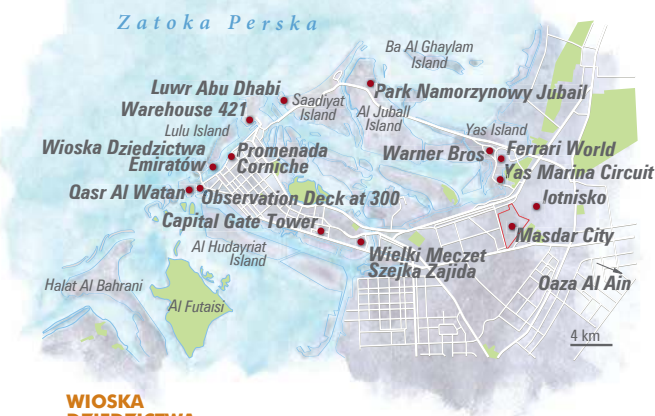 Zatoka Perska
Ba Al Ghaylam
Island
Luwr Abu Dhabi
Park Namorzynowy Jubail
Saadiyat
Island
Warehouse 421
Al Juball
Island
Lulu Island
Yas Island
Wioska Dziedzictwa
Emiratów
Promenada
Corniche
Warner Bros
Ferrari World
Yas Marina Circuit
Qasr Al Watan
Observation Deck at 300
lotnisko
Capital Gate Tower
Masdar City
Al Hudayriat
Island
Wielki Meczet
Szejka Zajida
Halat Al Bahrani
Al Futaisi
Oaza Al Ain
4 km
WIOSKA
DZIEDZICTWA